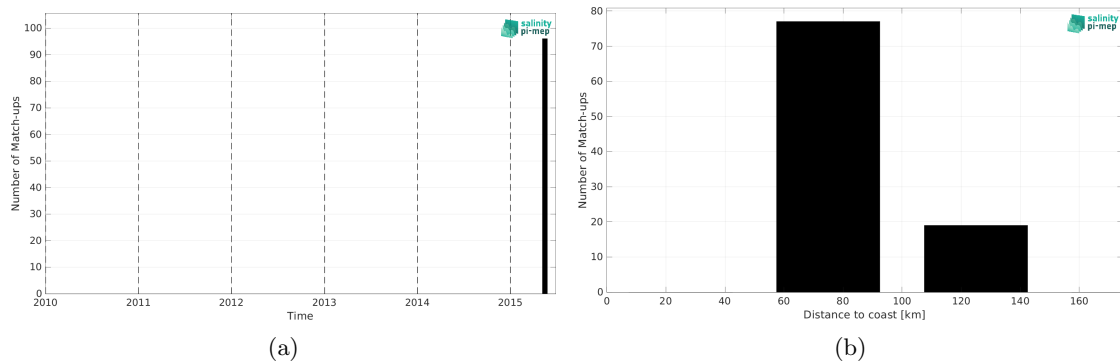 salinity
pi-mep
100
90
80
70
60
50
40
30
20
10
0
Number of Match-ups
2010 2011 2012 2013 2014 2015
Time
(a)
salinity
pi-mep
80
70
60
50
40
30
20
10
0
Number of Match-ups
0 20 40 60 80 100 120 140 160
Distance to coast [km]
(b)